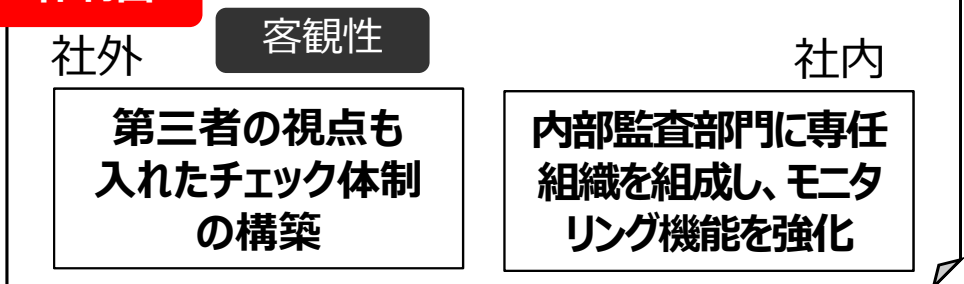 社外
客観性
社内
第三者の視点も
入れたチェック体制
の構築
内部監査部門に専任
組織を組成し、モニタ
リング機能を強化